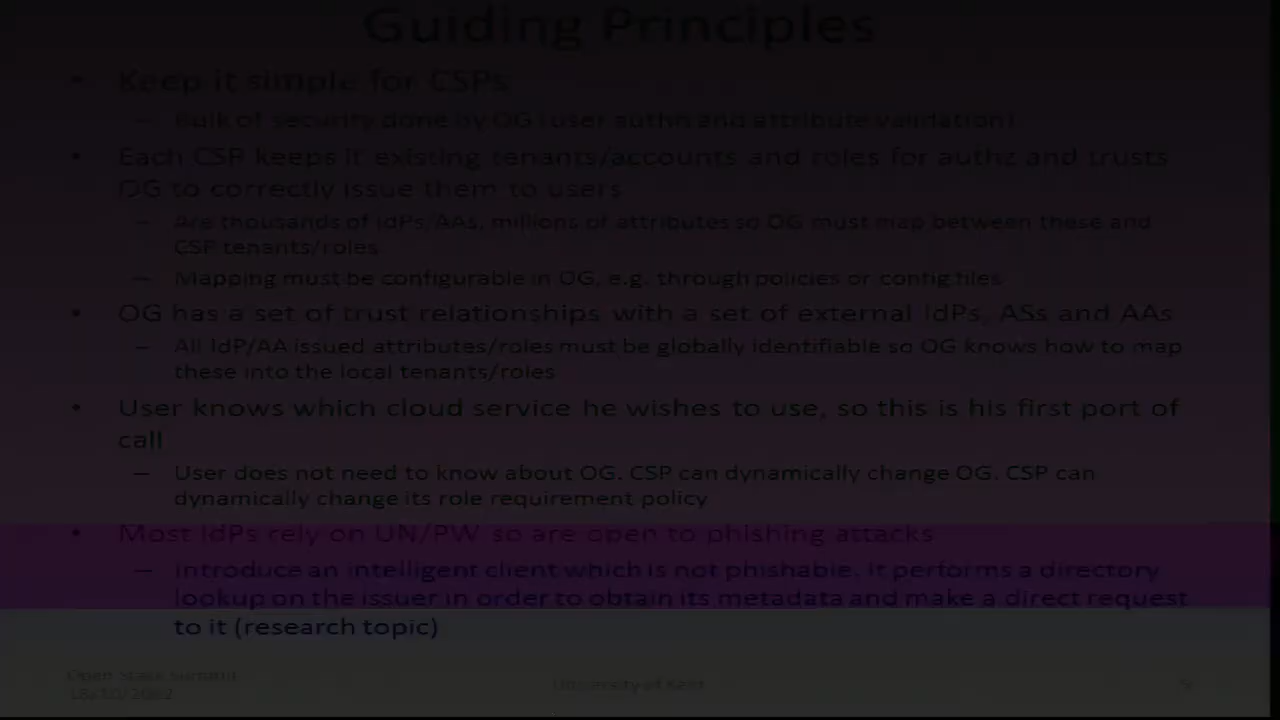 Guiding Principles
• Keep it simple for CSPs
– Bulk of security done by OG (user authn and attribute validation)
• Each CSP keeps it existing tenants/accounts and roles for authz and trusts
OG to correctly issue them to users
– Are thousands of IdPs/AAs, millions of attributes so OG must map between these and
CSP tenants/roles
– Mapping must be configurable in OG, e.g. through policies or config files
• OG has a set of trust relationships with a set of external IdPs, ASs and AAs
– All IdP/AA issued attributes/roles must be globally identifiable so OG knows how to map
these into the local tenants/roles
• User knows which cloud service he wishes to use, so this is his first port of
call
– User does not need to know about OG. CSP can dynamically change OG. CSP can
dynamically change its role requirement policy
• Most IdPs rely on UN/PW so are open to phishing attacks
– Introduce an intelligent client which is not phishable. It performs a directory
lookup on the issuer in order to obtain its metadata and make a direct request
to it (research topic)
Open Stack Summit
University of Kent